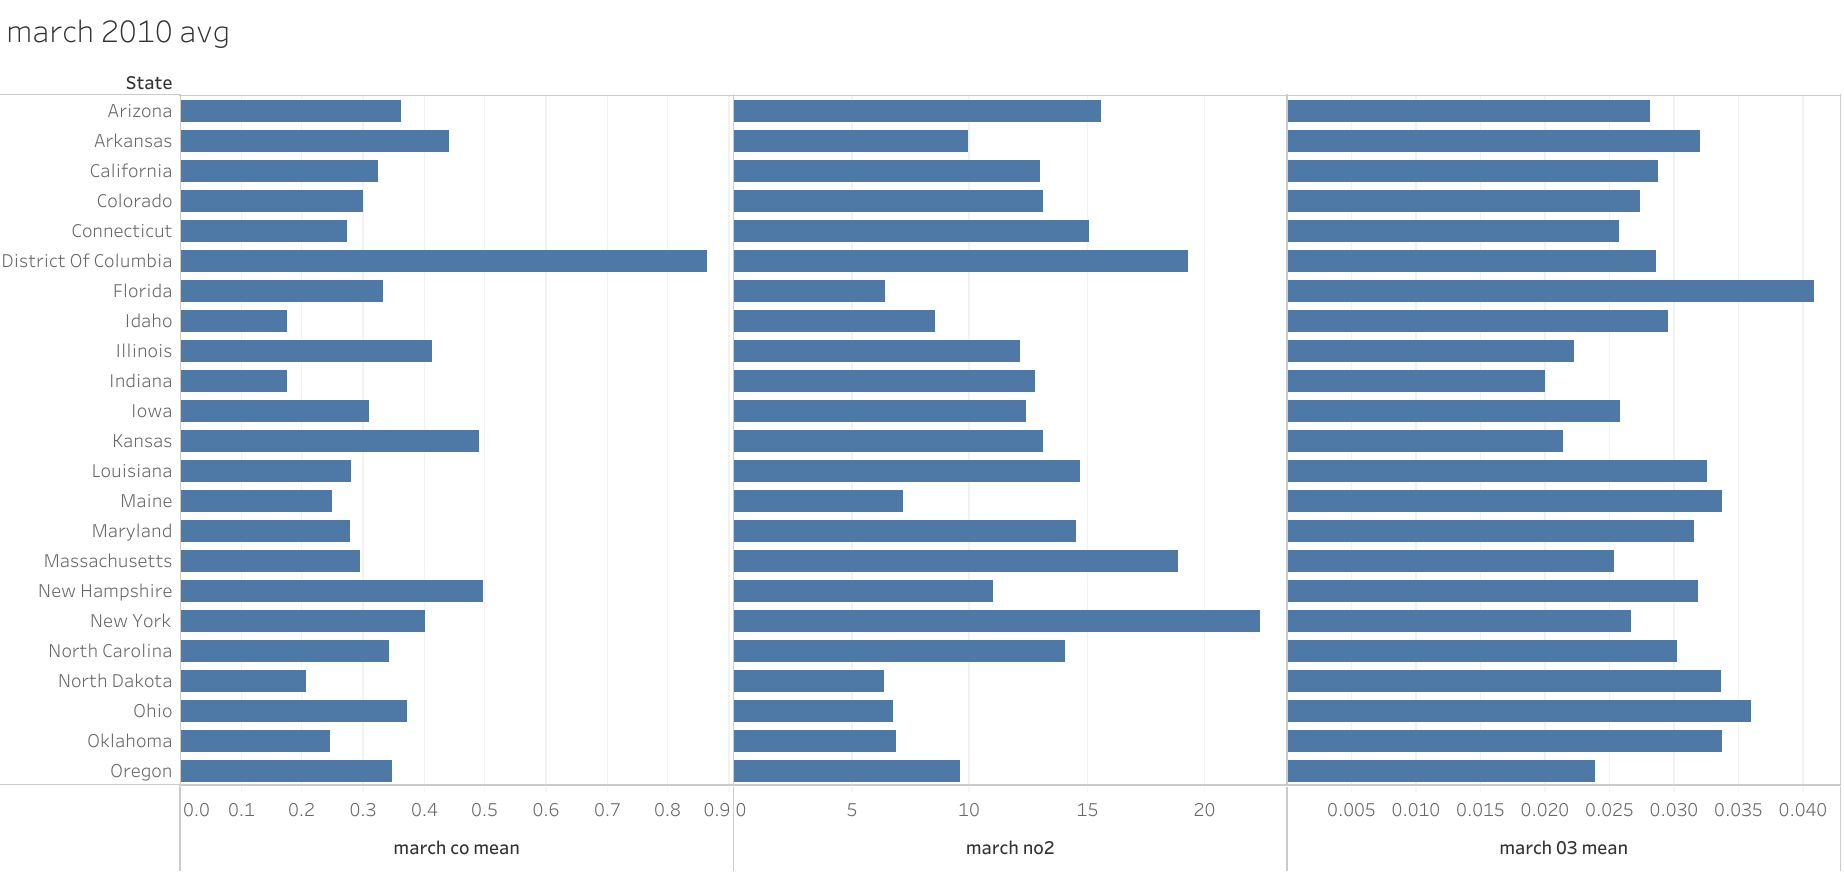 march 2010 avg
State
Arizona
Arkansas
California
Colorado
Connecticut
District Of Columbia
Florida
Idaho
Illinois
Indiana
Iowa
Kansas
Louisiana
Maine
Maryland
Massachusetts
New Hampshire
New York
North Carolina
North Dakota
Ohio
Oklahoma
Oregon
0.0 0.1 0.2 0.3 0.4 0.5 0.6 0.7 0.8 0.9 0 5 10 15 20 0.005 0.010 0.015 0.020 0.025 0.030 0.035 0.040
march co mean march no2 march 03 mean